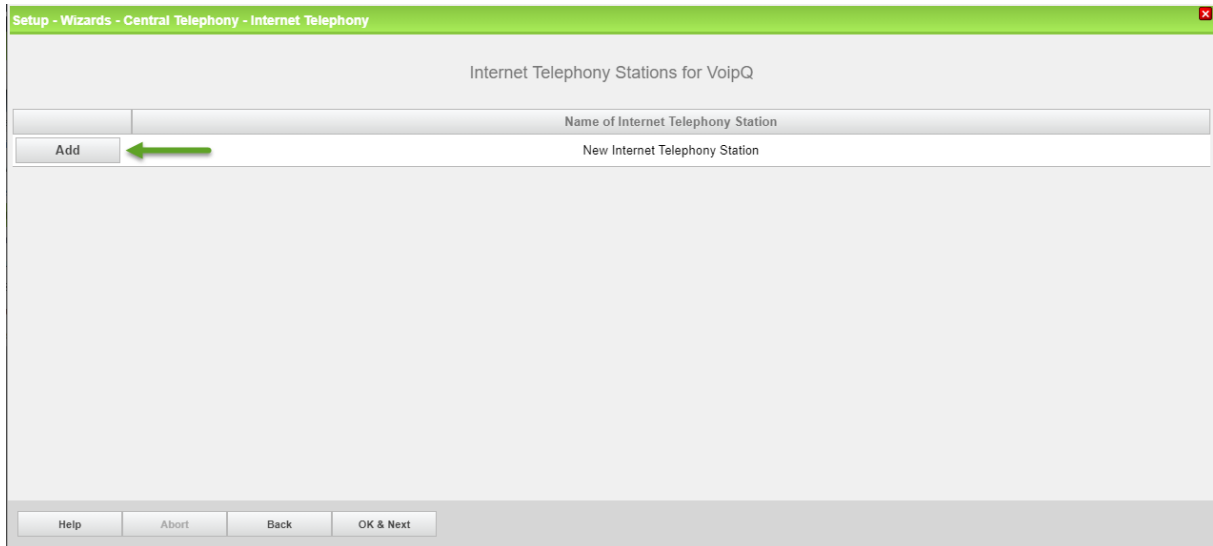 Setup - Wizards - Central Telephony - Internet Telephony
Internet Telephony Stations for VoipQ
Name of Internet Telephony Station
Add New Internet Telephony Station
Help Abort Back OK & Next